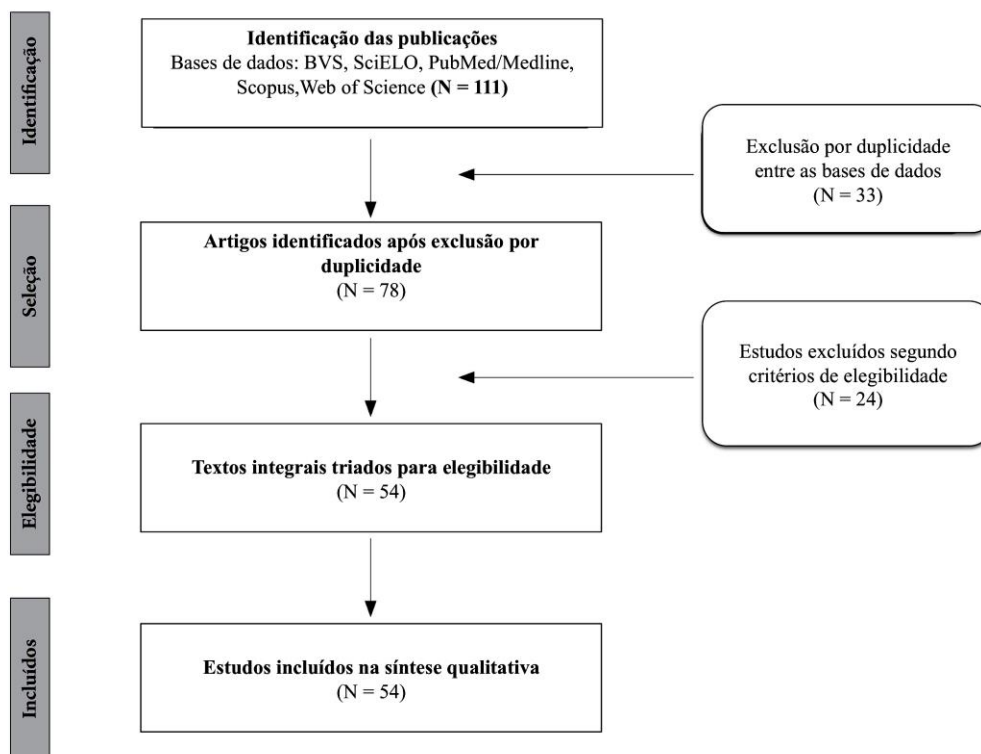 Identificação
Identificação das publicações
Bases de dados: BVS, SciELO, PubMed/Medline,
Scopus,Web of Science (N = 111)
Exclusão por duplicidade
entre as bases de dados
(N = 33)
Seleção
Artigos identificados após exclusão por
duplicidade
(N = 78)
Estudos excluídos segundo
critérios de elegibilidade
(N = 24)
Elegibilidade
Textos integrais triados para elegibilidade
(N = 54)
Incluídos
Estudos incluídos na síntese qualitativa
(N = 54)